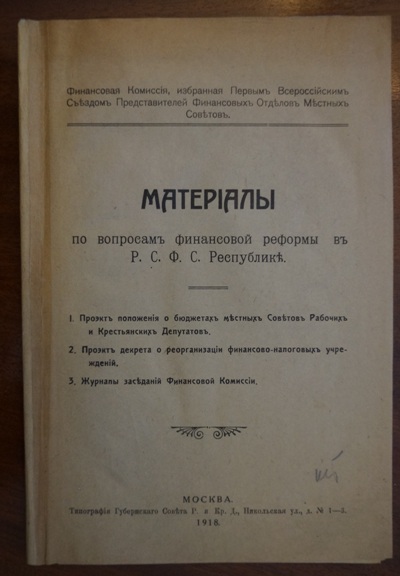 Финансовая Комиссія, избранная Первымъ Всероссійскимъ
Съѣздомъ Представителей Финансовыхъ Отдѣловъ Мѣстныхъ
Совѣтовъ.
МАТЕРІАЛЫ
по вопросамъ финансовой реформы въ
Р. С. Ф. С. Республикѣ.
1. Проэктъ положенія о бюджетахъ мѣстныхъ Совѣтовъ Рабочихъ
и Крестьянскихъ Депутатовъ.
2. Проэктъ декрета о реорганизаціи финансово-налоговыхъ учре-
жденій.
3. Журналы засѣданій Финансовой Комиссіи.
МОСКВА.
Типографія Губернскаго Совѣта Р. и Кр. Д., Никольская ул., д. № 1—3.
1918.